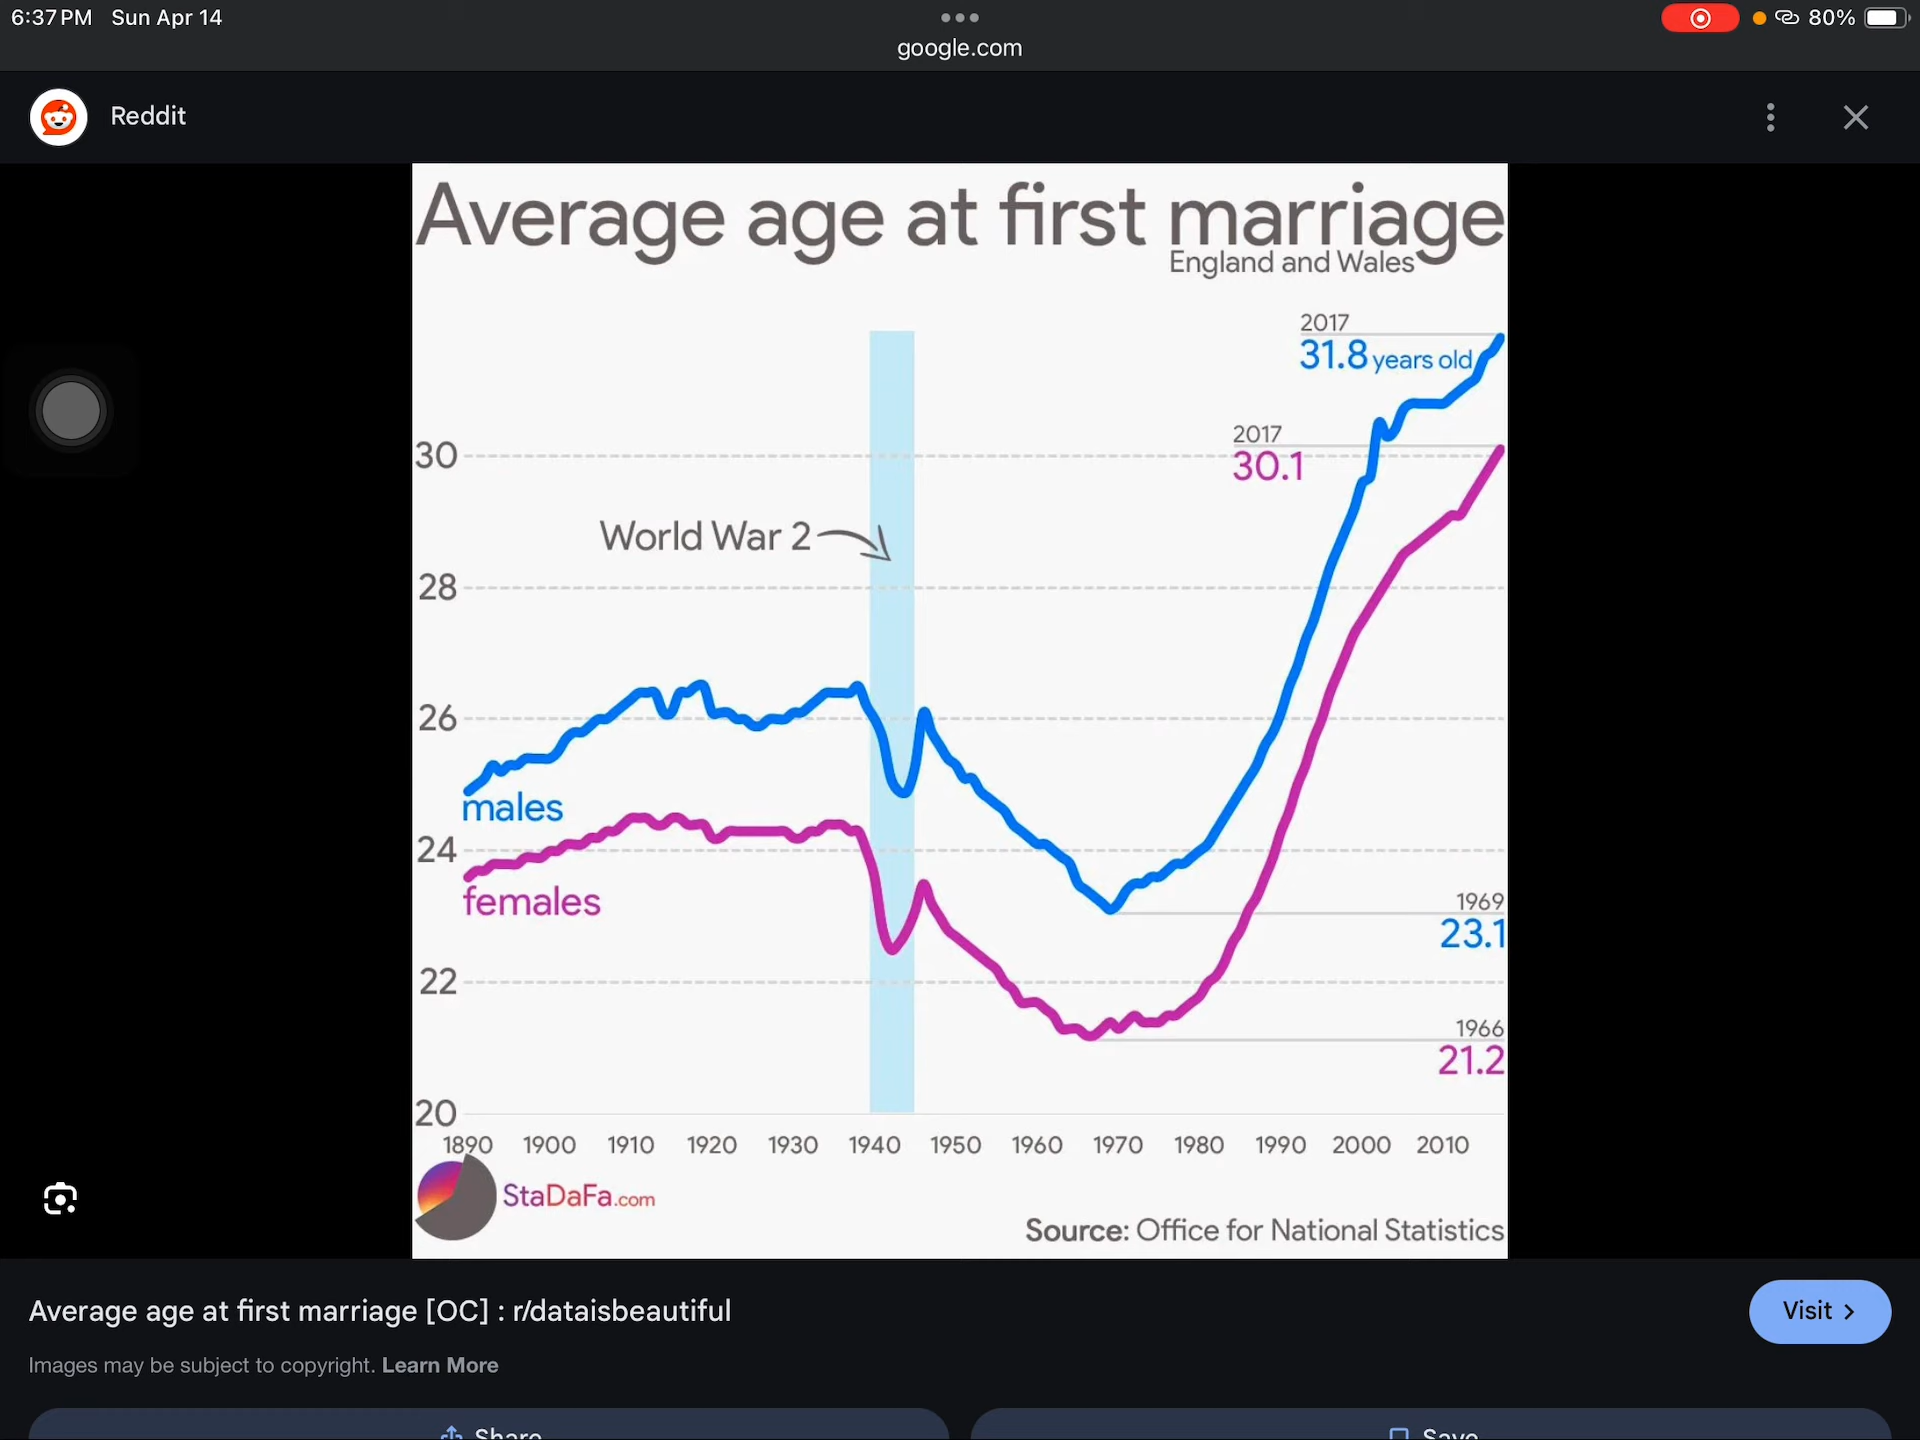 6:37 PM Sun Apr 14
80%
google.com
Reddit
Average age at first marriage
England and Wales
2017
31.8 years old
2017
30.1
30
World War 2
28
26
males
24
females
1969
23.1
22
1966
21.2
20
1890 1900 1910 1920 1930 1940 1950 1960 1970 1980 1990 2000 2010
StaDaFa.com
Source: Office for National Statistics
Average age at first marriage [OC] : r/dataisbeautiful
Visit
Images may be subject to copyright. Learn More
Share
Save